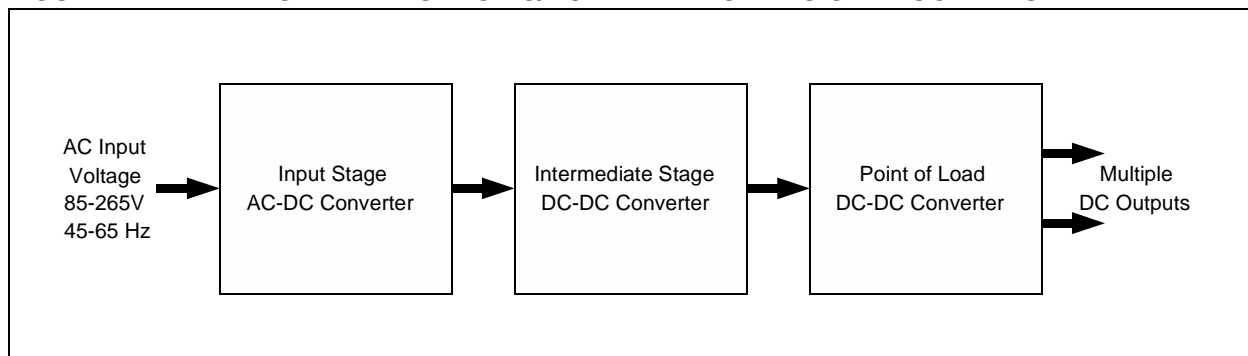 AC Input
Voltage
85-265V
45-65 Hz
Input Stage
AC-DC Converter
Intermediate Stage
DC-DC Converter
Point of Load
DC-DC Converter
Multiple
DC Outputs